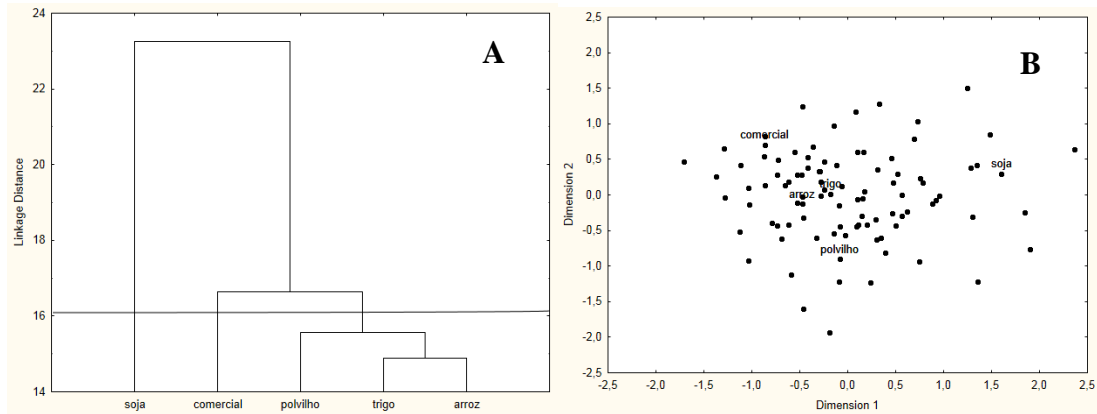 A
Linkage Distance
24
22
20
18
16
14
soja comercial polvilho trigo arroz
B
Dimension 2
2,5
2,0
1,5
1,0
0,5
0,0
-0,5
-1,0
-1,5
-2,0
-2,5
comercial
soja
trigo
arroz
polvilho
-2,5 -2,0 -1,5 -1,0 -0,5 0,0 0,5 1,0 1,5 2,0 2,5
Dimension 1